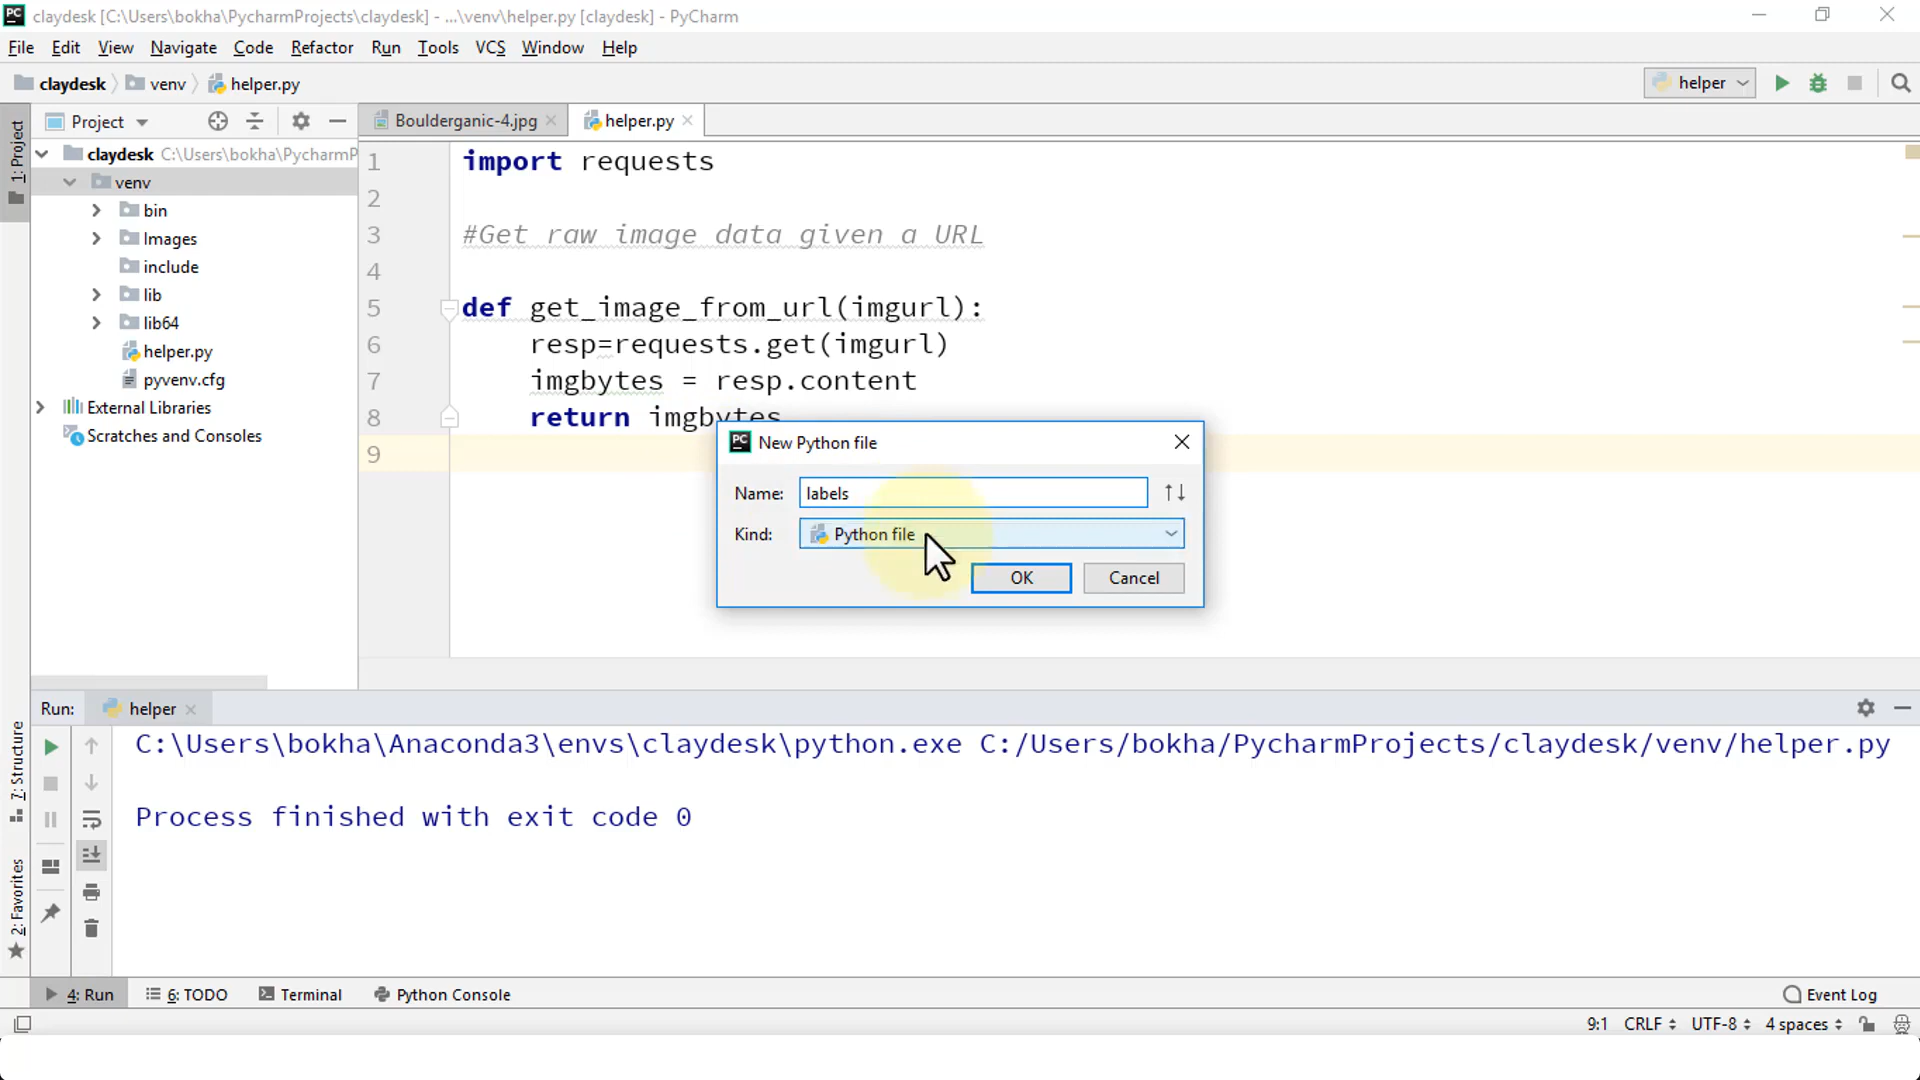 PC claydesk [C:\Users\bokha\PycharmProjects\claydesk] - ...\venv\helper.py [claydesk] - PyCharm
File Edit View Navigate Code Refactor Run Tools VCS Window Help
claydesk venv helper.py helper
Project Boulderganic-4.jpg helper.py
1: Project
claydesk C:\Users\bokha\PycharmP
venv
bin
Images
include
lib
lib64
helper.py
pyvenv.cfg
External Libraries
Scratches and Consoles
1 import requests
2
3 #Get raw image data given a URL
4
5 def get_image_from_url(imgurl):
6 resp=requests.get(imgurl)
7 imgbytes = resp.content
8 return imgbytes
9
PC New Python file
Name: labels
Kind: Python file
OK Cancel
Run: helper
C:\Users\bokha\Anaconda3\envs\claydesk\python.exe C:/Users/bokha/PycharmProjects/claydesk/venv/helper.py
Process finished with exit code 0
7: Structure
2: Favorites
4: Run 6: TODO Terminal Python Console Event Log
9:1 CRLF UTF-8 4 spaces